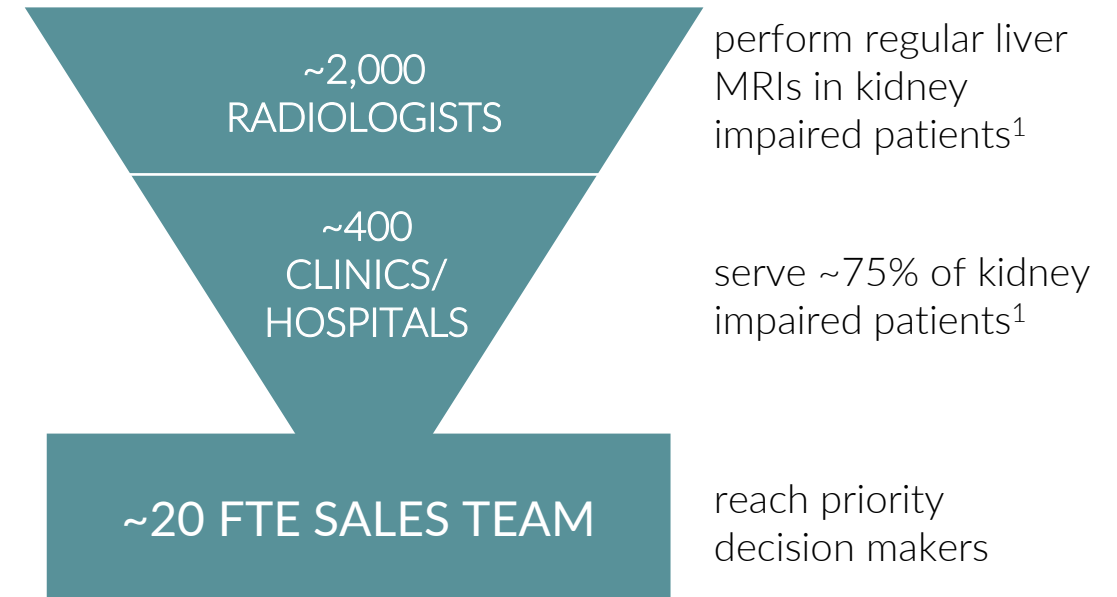 ~2,000
RADIOLOGISTS
perform regular liver
MRIs in kidney
impaired patients¹
~400
CLINICS/
HOSPITALS
serve ~75% of kidney
impaired patients¹
~20 FTE SALES TEAM
reach priority
decision makers